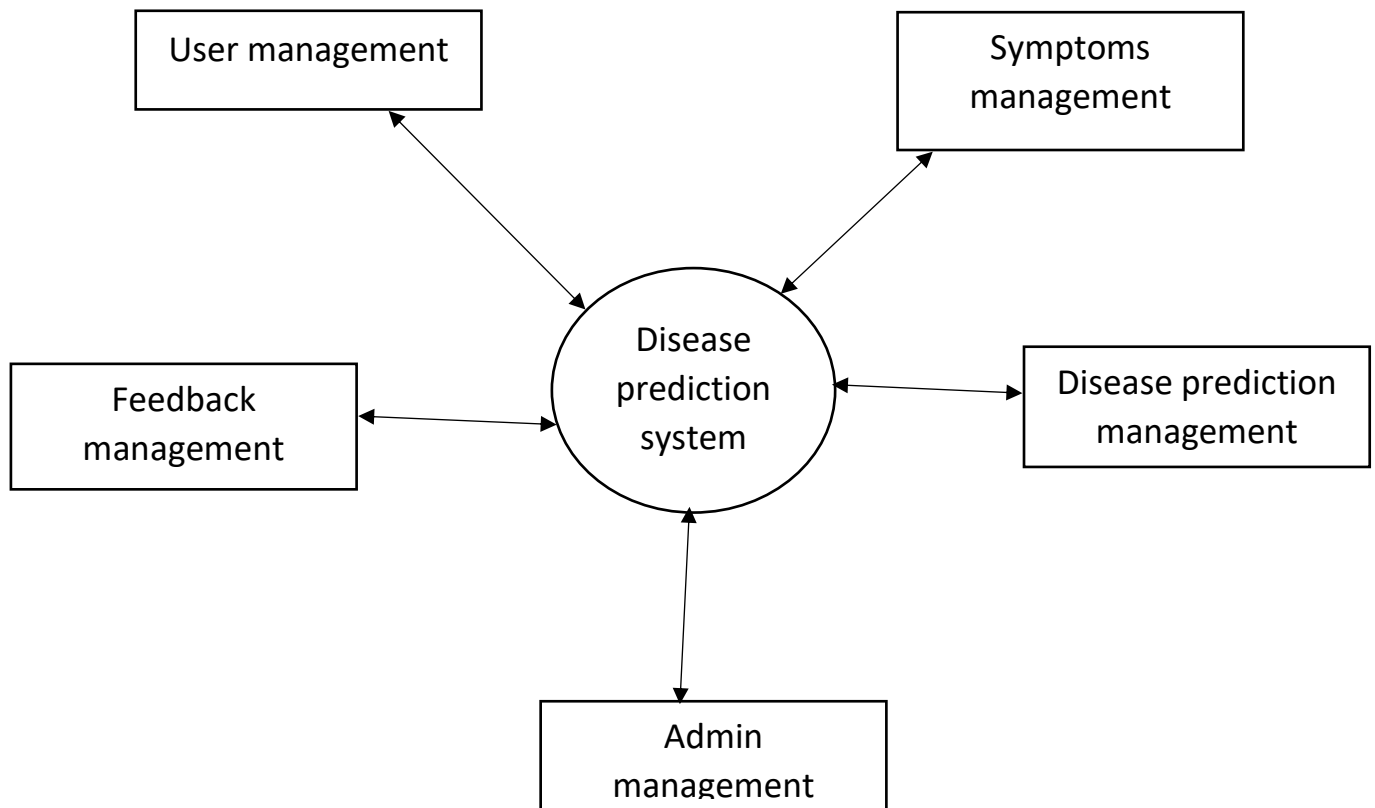 User management
Symptoms
management
Disease
prediction
system
Feedback
management
Disease prediction
management
Admin
management